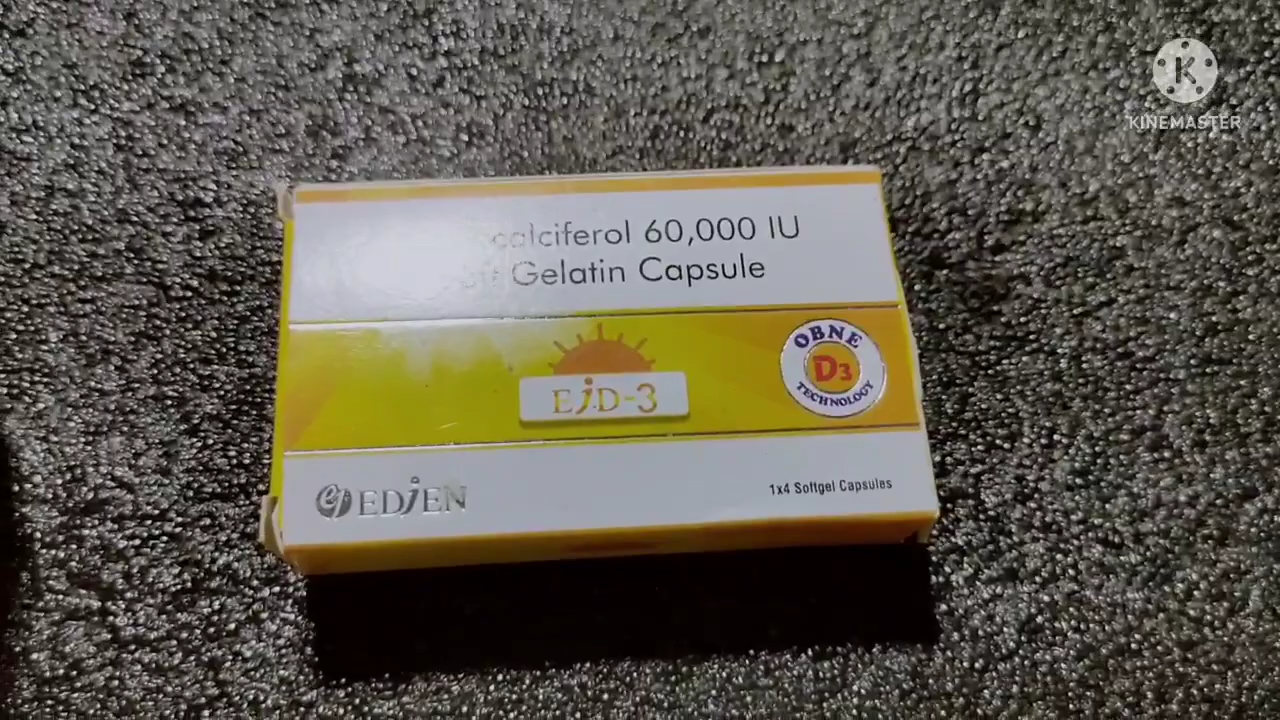 KINEMASTER
calciferol 60,000 IU
Gelatin Capsule
OBNE
D3
TECHNOLOGY
EJD-3
EDJEN
1x4 Softgel Capsules